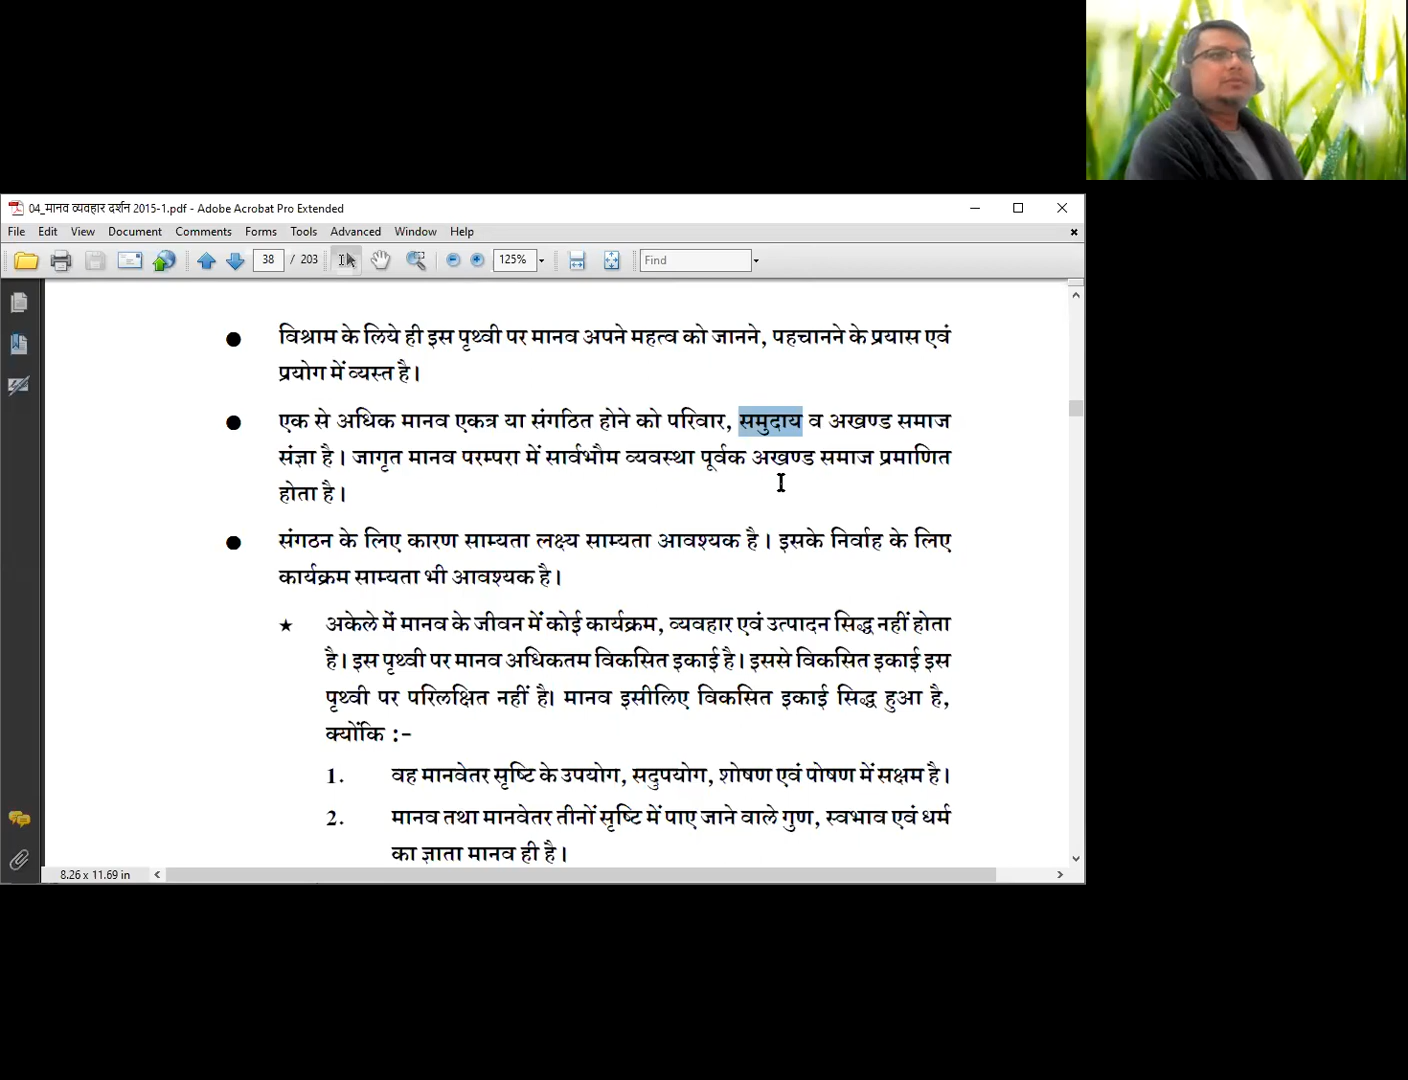 04_मानव व्यवहार दर्शन 2015-1.pdf - Adobe Acrobat Pro Extended
File Edit View Document Comments Forms Tools Advanced Window Help
38 / 203 125% Find
विश्राम के लिये ही इस पृथ्वी पर मानव अपने महत्व को जानने, पहचानने के प्रयास एवं
प्रयोग में व्यस्त है।
एक से अधिक मानव एकत्र या संगठित होने को परिवार, समुदाय व अखण्ड समाज
संज्ञा है। जागृत मानव परम्परा में सार्वभौम व्यवस्था पूर्वक अखण्ड समाज प्रमाणित
होता है।
संगठन के लिए कारण साम्यता लक्ष्य साम्यता आवश्यक है। इसके निर्वाह के लिए
कार्यक्रम साम्यता भी आवश्यक है।
★ अकेले में मानव के जीवन में कोई कार्यक्रम, व्यवहार एवं उत्पादन सिद्ध नहीं होता
है। इस पृथ्वी पर मानव अधिकतम विकसित इकाई है। इससे विकसित इकाई इस
पृथ्वी पर परिलक्षित नहीं है। मानव इसीलिए विकसित इकाई सिद्ध हुआ है,
क्योंकि :-
1. वह मानवेतर सृष्टि के उपयोग, सदुपयोग, शोषण एवं पोषण में सक्षम है।
2. मानव तथा मानवेतर तीनों सृष्टि में पाए जाने वाले गुण, स्वभाव एवं धर्म
का ज्ञाता मानव ही है।
8.26 x 11.69 in